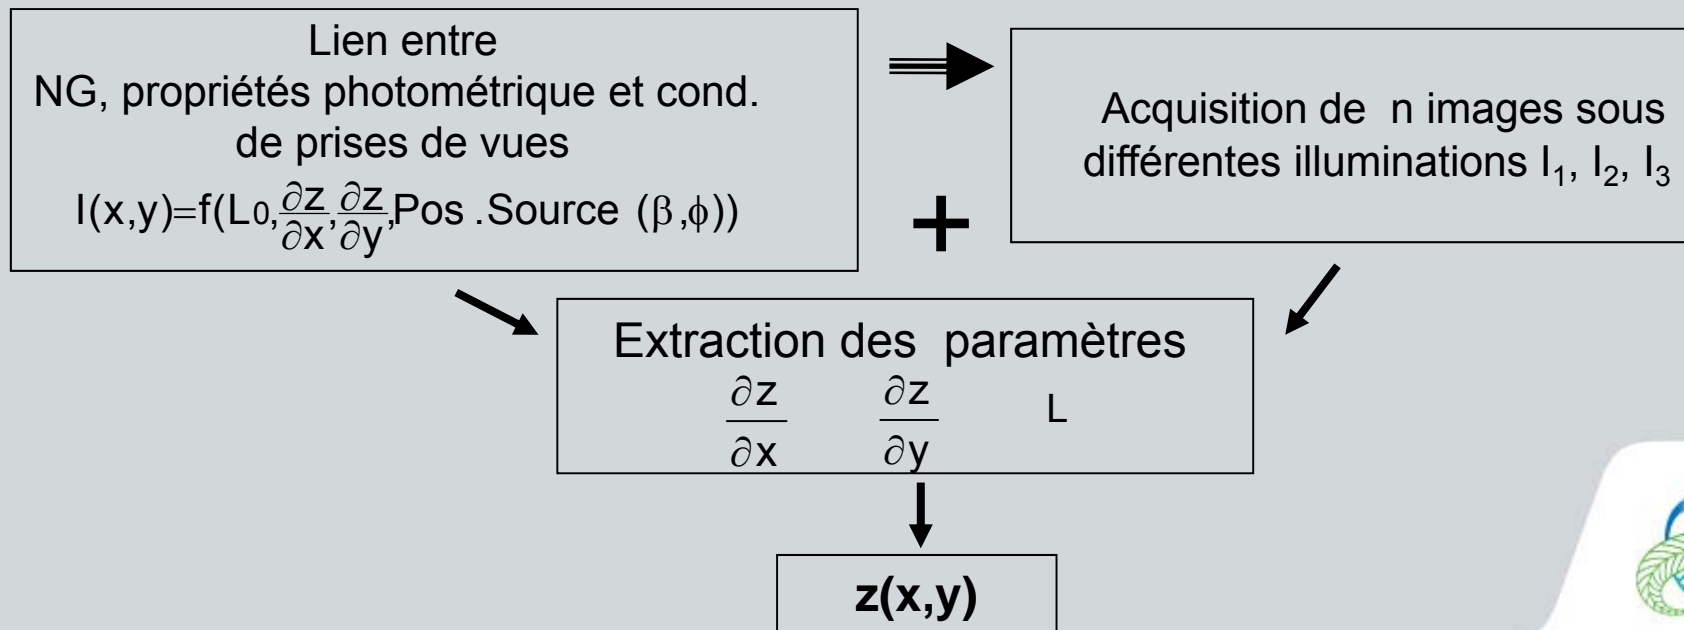 Lien entre
NG, propriétés photométrique et cond.
de prises de vues
I(x,y)=f(L0,∂z/∂x,∂z/∂y,Pos .Source (β,ϕ))
+
Acquisition de n images sous
différentes illuminations I₁, I₂, I₃
Extraction des paramètres
∂z/∂x ∂z/∂y L
z(x,y)